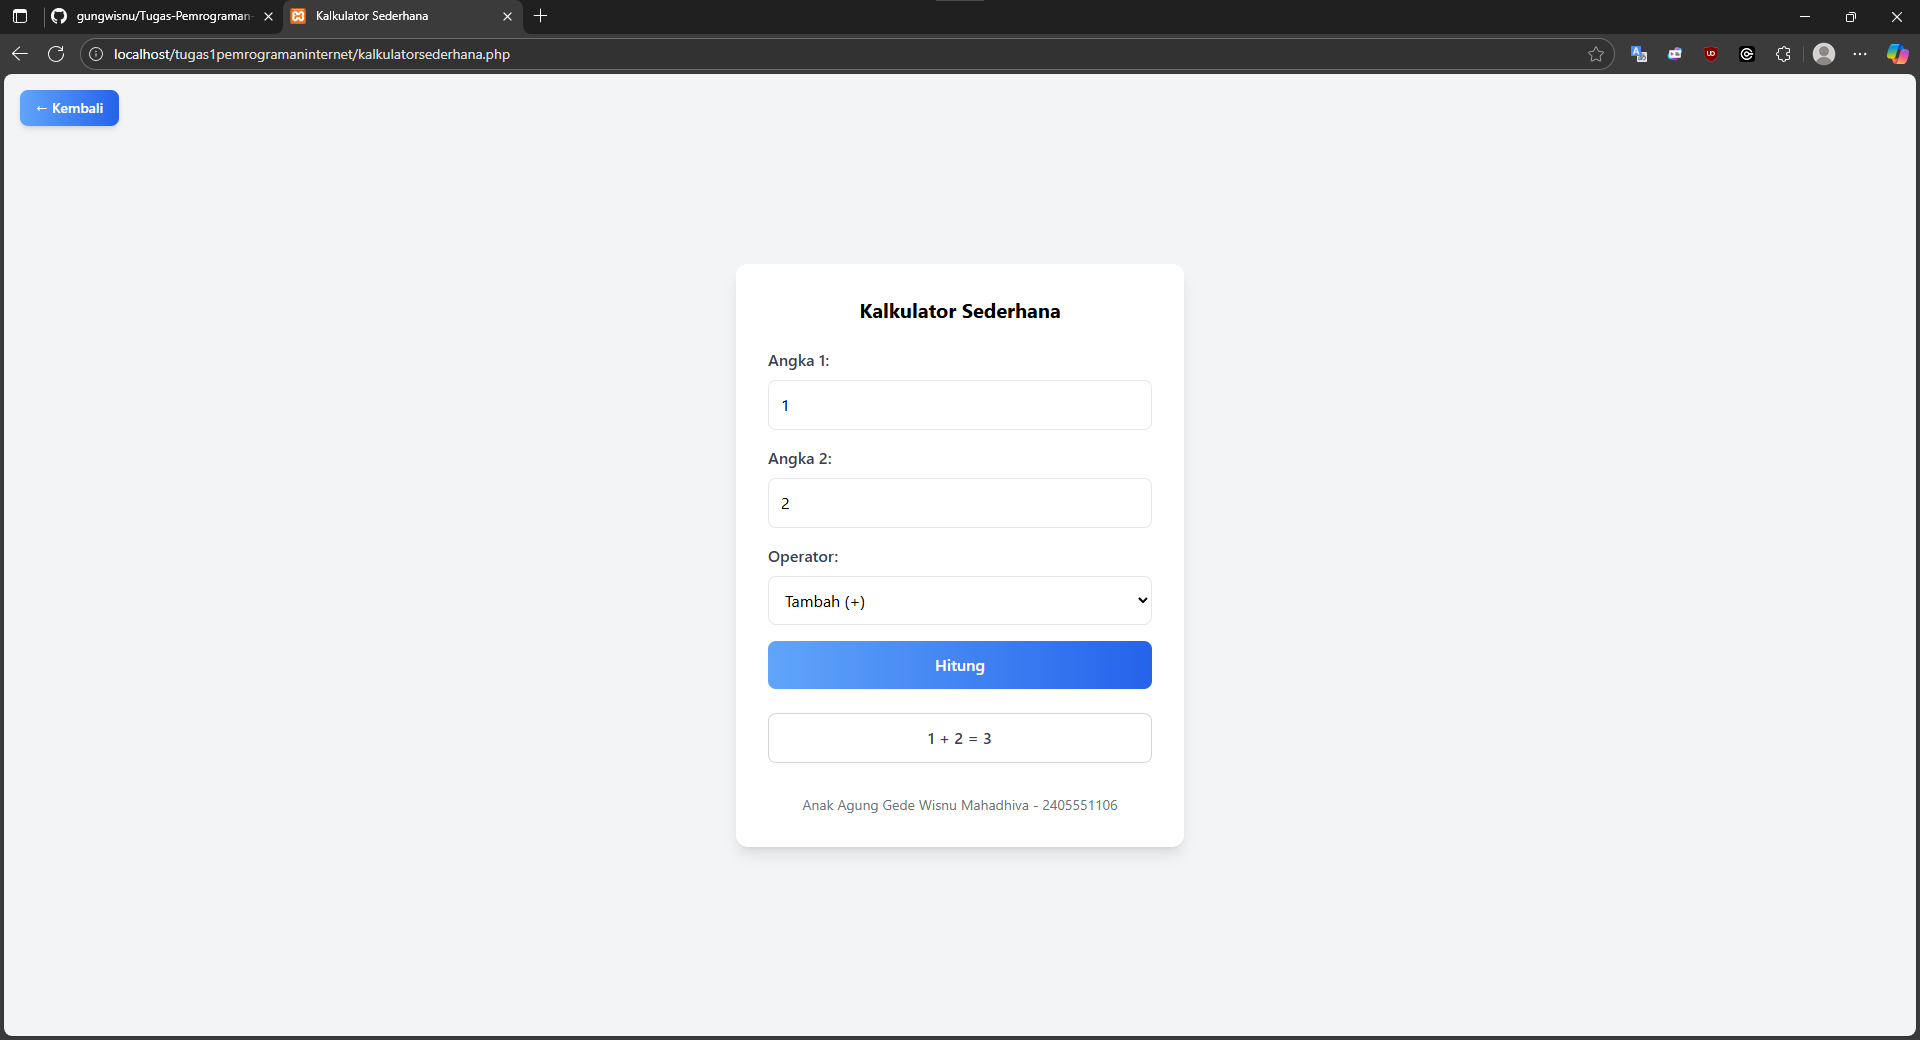 gungwisnu/Tugas-Pemrograman-
Kalkulator Sederhana
localhost/tugas1pemrogramaninternet/kalkulatorsederhana.php
← Kembali
Kalkulator Sederhana
Angka 1:
1
Angka 2:
2
Operator:
Tambah (+)
Hitung
1 + 2 = 3
Anak Agung Gede Wisnu Mahadhiva - 2405551106